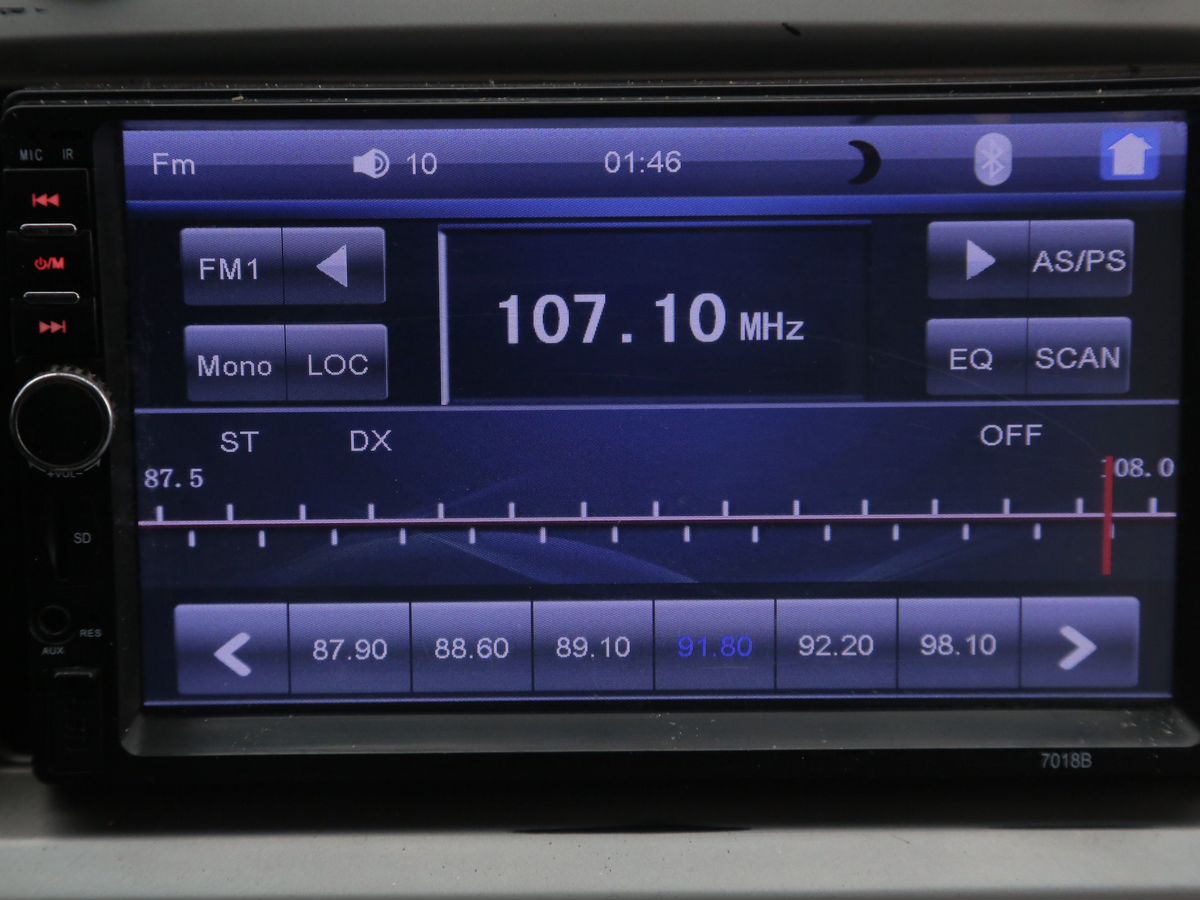 MIC IR
Fm 10 01:46
⏻/M
FM1 AS/PS
107.10 MHz
Mono LOC EQ SCAN
ST DX OFF
87.5 108.0
+VOL-
SD
RES
AUX
87.90 88.60 89.10 91.80 92.20 98.10
7018B